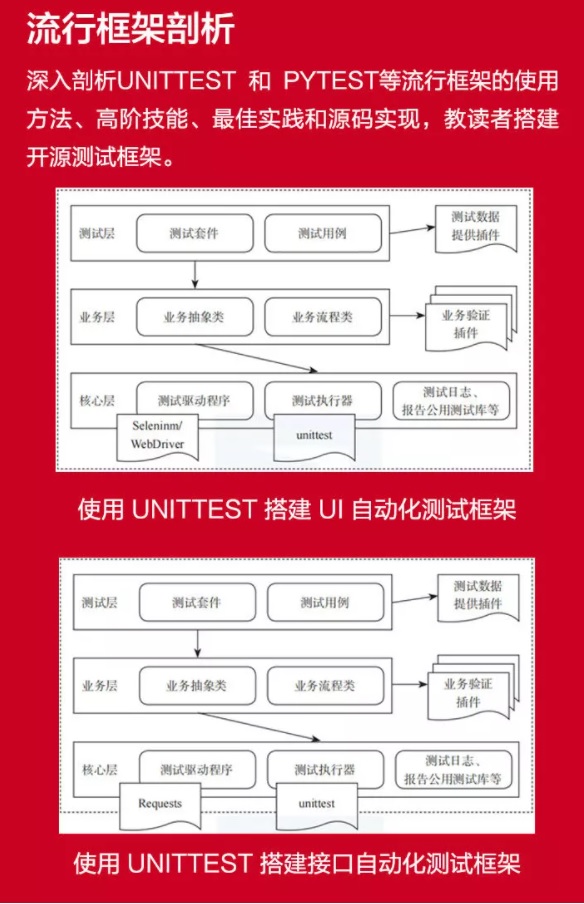 流行框架剖析
深入剖析UNITTEST 和 PYTEST等流行框架的使用
方法、高阶技能、最佳实践和源码实现，教读者搭建
开源测试框架。
测试层 测试套件 测试用例 测试数据
提供插件
业务层 业务抽象类 业务流程类 业务验证
插件
核心层 测试驱动程序 测试执行器 测试日志、
报告公用测试库等
Seleninm/
WebDriver unittest
使用 UNITTEST 搭建 UI 自动化测试框架
测试层 测试套件 测试用例 测试数据
提供插件
业务层 业务抽象类 业务流程类 业务验证
插件
核心层 测试驱动程序 测试执行器 测试日志、
报告公用测试库等
Requests unittest
使用 UNITTEST 搭建接口自动化测试框架